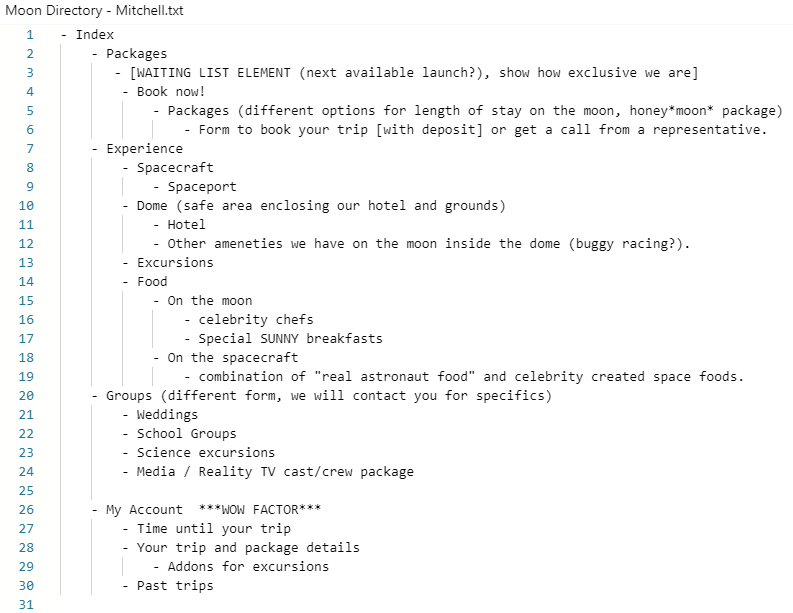 Moon Directory - Mitchell.txt
1 - Index
2 - Packages
3 - [WAITING LIST ELEMENT (next available launch?), show how exclusive we are]
4 - Book now!
5 - Packages (different options for length of stay on the moon, honey*moon* package)
6 - Form to book your trip [with deposit] or get a call from a representative.
7 - Experience
8 - Spacecraft
9 - Spaceport
10 - Dome (safe area enclosing our hotel and grounds)
11 - Hotel
12 - Other ameneties we have on the moon inside the dome (buggy racing?).
13 - Excursions
14 - Food
15 - On the moon
16 - celebrity chefs
17 - Special SUNNY breakfasts
18 - On the spacecraft
19 - combination of "real astronaut food" and celebrity created space foods.
20 - Groups (different form, we will contact you for specifics)
21 - Weddings
22 - School Groups
23 - Science excursions
24 - Media / Reality TV cast/crew package
25
26 - My Account ***WOW FACTOR***
27 - Time until your trip
28 - Your trip and package details
29 - Addons for excursions
30 - Past trips
31